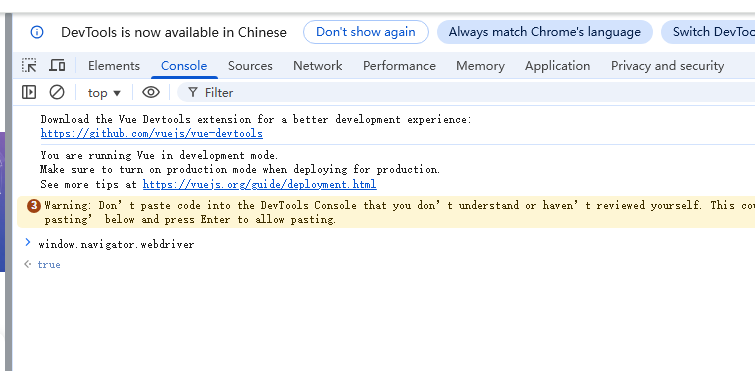 DevTools is now available in Chinese Don't show again Always match Chrome's language Switch DevToo
Elements Console Sources Network Performance Memory Application Privacy and security
top Filter
Download the Vue Devtools extension for a better development experience:
https://github.com/vuejs/vue-devtools
You are running Vue in development mode.
Make sure to turn on production mode when deploying for production.
See more tips at https://vuejs.org/guide/deployment.html
3 Warning: Don’t paste code into the DevTools Console that you don’t understand or haven’t reviewed yourself. This cou
pasting’ below and press Enter to allow pasting.
window.navigator.webdriver
true